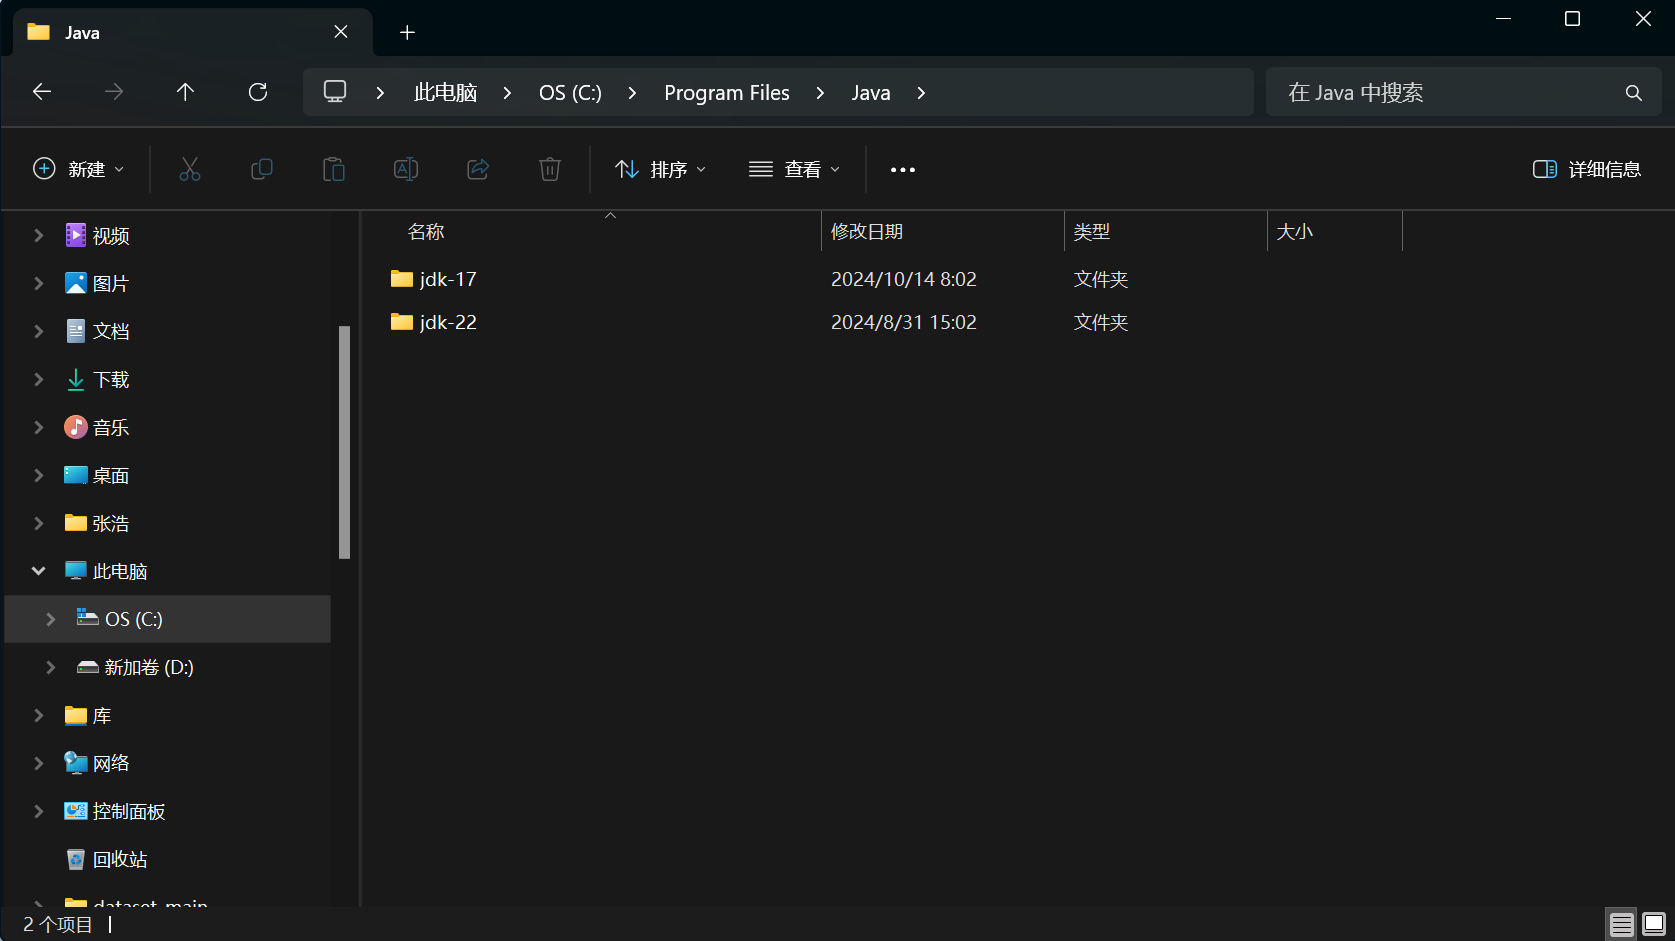 Java
此电脑 OS (C:) Program Files Java
在 Java 中搜索
新建 排序 查看 详细信息
名称 修改日期 类型 大小
jdk-17 2024/10/14 8:02 文件夹
jdk-22 2024/8/31 15:02 文件夹
视频
图片
文档
下载
音乐
桌面
张浩
此电脑
OS (C:)
新加卷 (D:)
库
网络
控制面板
回收站
dataset_main
2 个项目